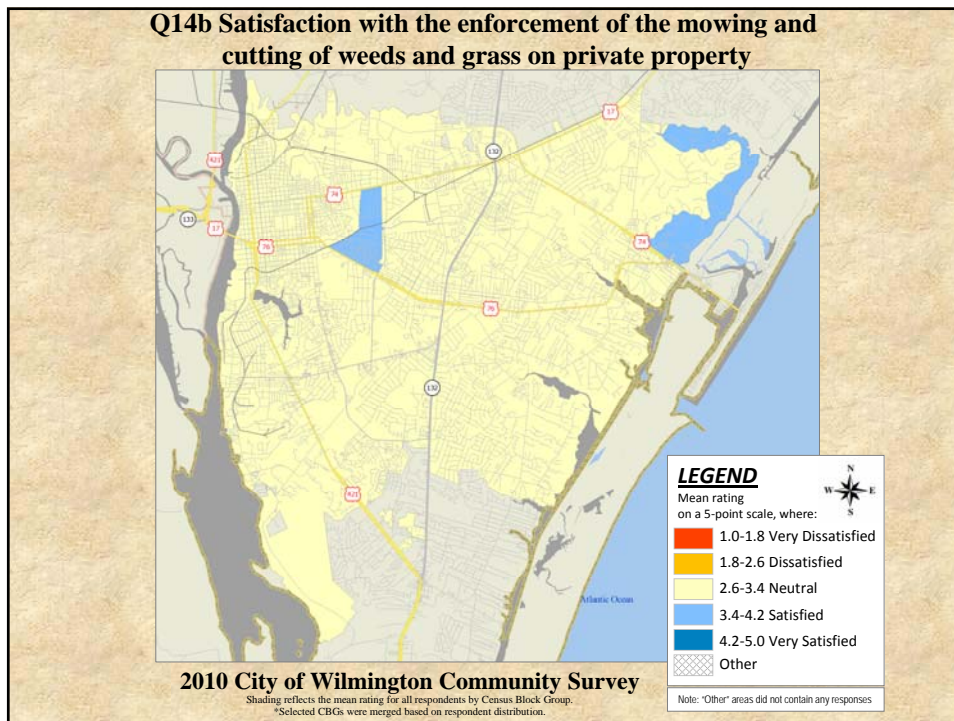 Q14b Satisfaction with the enforcement of the mowing and
cutting of weeds and grass on private property
17
132
421
74
133
17
76
74
76
132
421
Atlantic Ocean
LEGEND
Mean rating
on a 5-point scale, where:
N
W E
S
1.0-1.8 Very Dissatisfied
1.8-2.6 Dissatisfied
2.6-3.4 Neutral
3.4-4.2 Satisfied
4.2-5.0 Very Satisfied
Other
Note: "Other" areas did not contain any responses
2010 City of Wilmington Community Survey
Shading reflects the mean rating for all respondents by Census Block Group.
*Selected CBGs were merged based on respondent distribution.